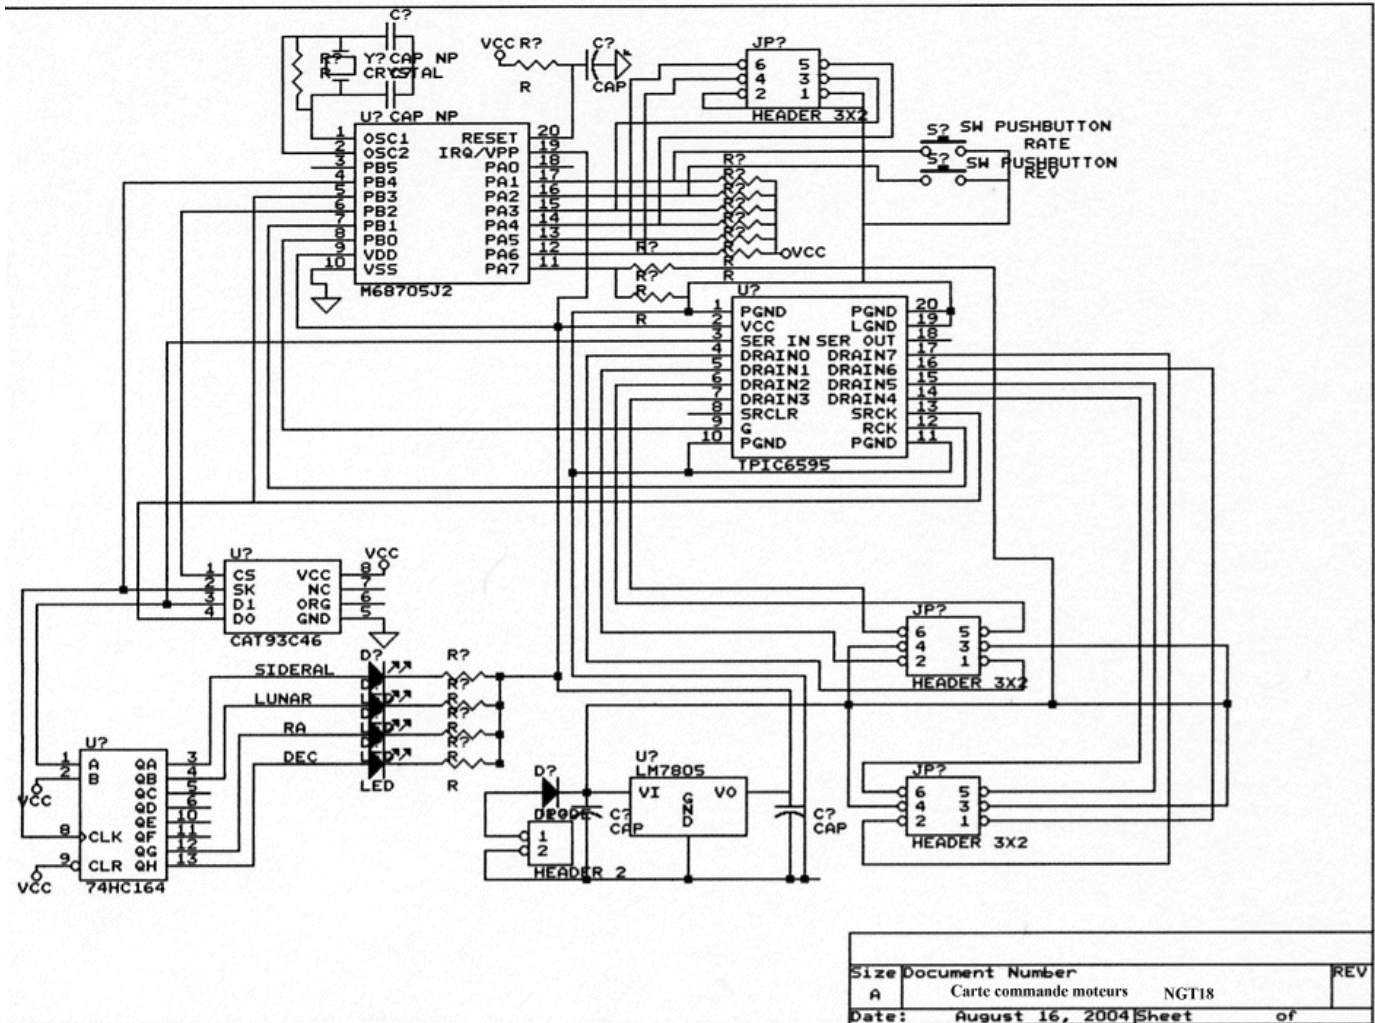 C?
R? Y? CAP NP
R CRYSTAL
U? CAP NP
1 OSC1 RESET 20
2 OSC2 IRQ/VPP 19
3 PB5 PA0 18
4 PB4 PA1 17
5 PB3 PA2 16
6 PB2 PA3 15
7 PB1 PA4 14
8 PB0 PA5 13
9 VDD PA6 12
10 VSS PA7 11
M68705J2
VCC R? C?
R CAP
JP?
6 5
4 3
2 1
HEADER 3X2
S? SW PUSHBUTTON
RATE
S? SW PUSHBUTTON
REV
R?
R?
R?
R?
R?
R?
R
VCC
R?
R?
R
R
U?
1 PGND PGND 20
2 VCC LGND 19
3 SER IN SER OUT 18
4 DRAIN0 DRAIN7 17
5 DRAIN1 DRAIN6 16
6 DRAIN2 DRAIN5 15
7 DRAIN3 DRAIN4 14
8 SRCLR SRCK 13
9 G RCK 12
10 PGND PGND 11
TPIC6595
U? VCC
1 CS VCC 8
2 SK NC 7
3 D1 ORG 6
4 D0 GND 5
CAT93C46
SIDERAL D? R?
LUNAR R?
RA R?
DEC R?
LED R
U?
1 A QA 3
2 B QB 4
QC 5
QD 6
QE 10
QF 11
8 CLK QG 12
9 CLR QH 13
VCC
VCC
74HC164
D?
DIODE
1
2
HEADER 2
C?
CAP
U?
LM7805
VI VO
GND
C?
CAP
JP?
6 5
4 3
2 1
HEADER 3X2
JP?
6 5
4 3
2 1
HEADER 3X2
Size Document Number REV
A Carte commande moteurs NGT18
Date: August 16, 2004 Sheet of